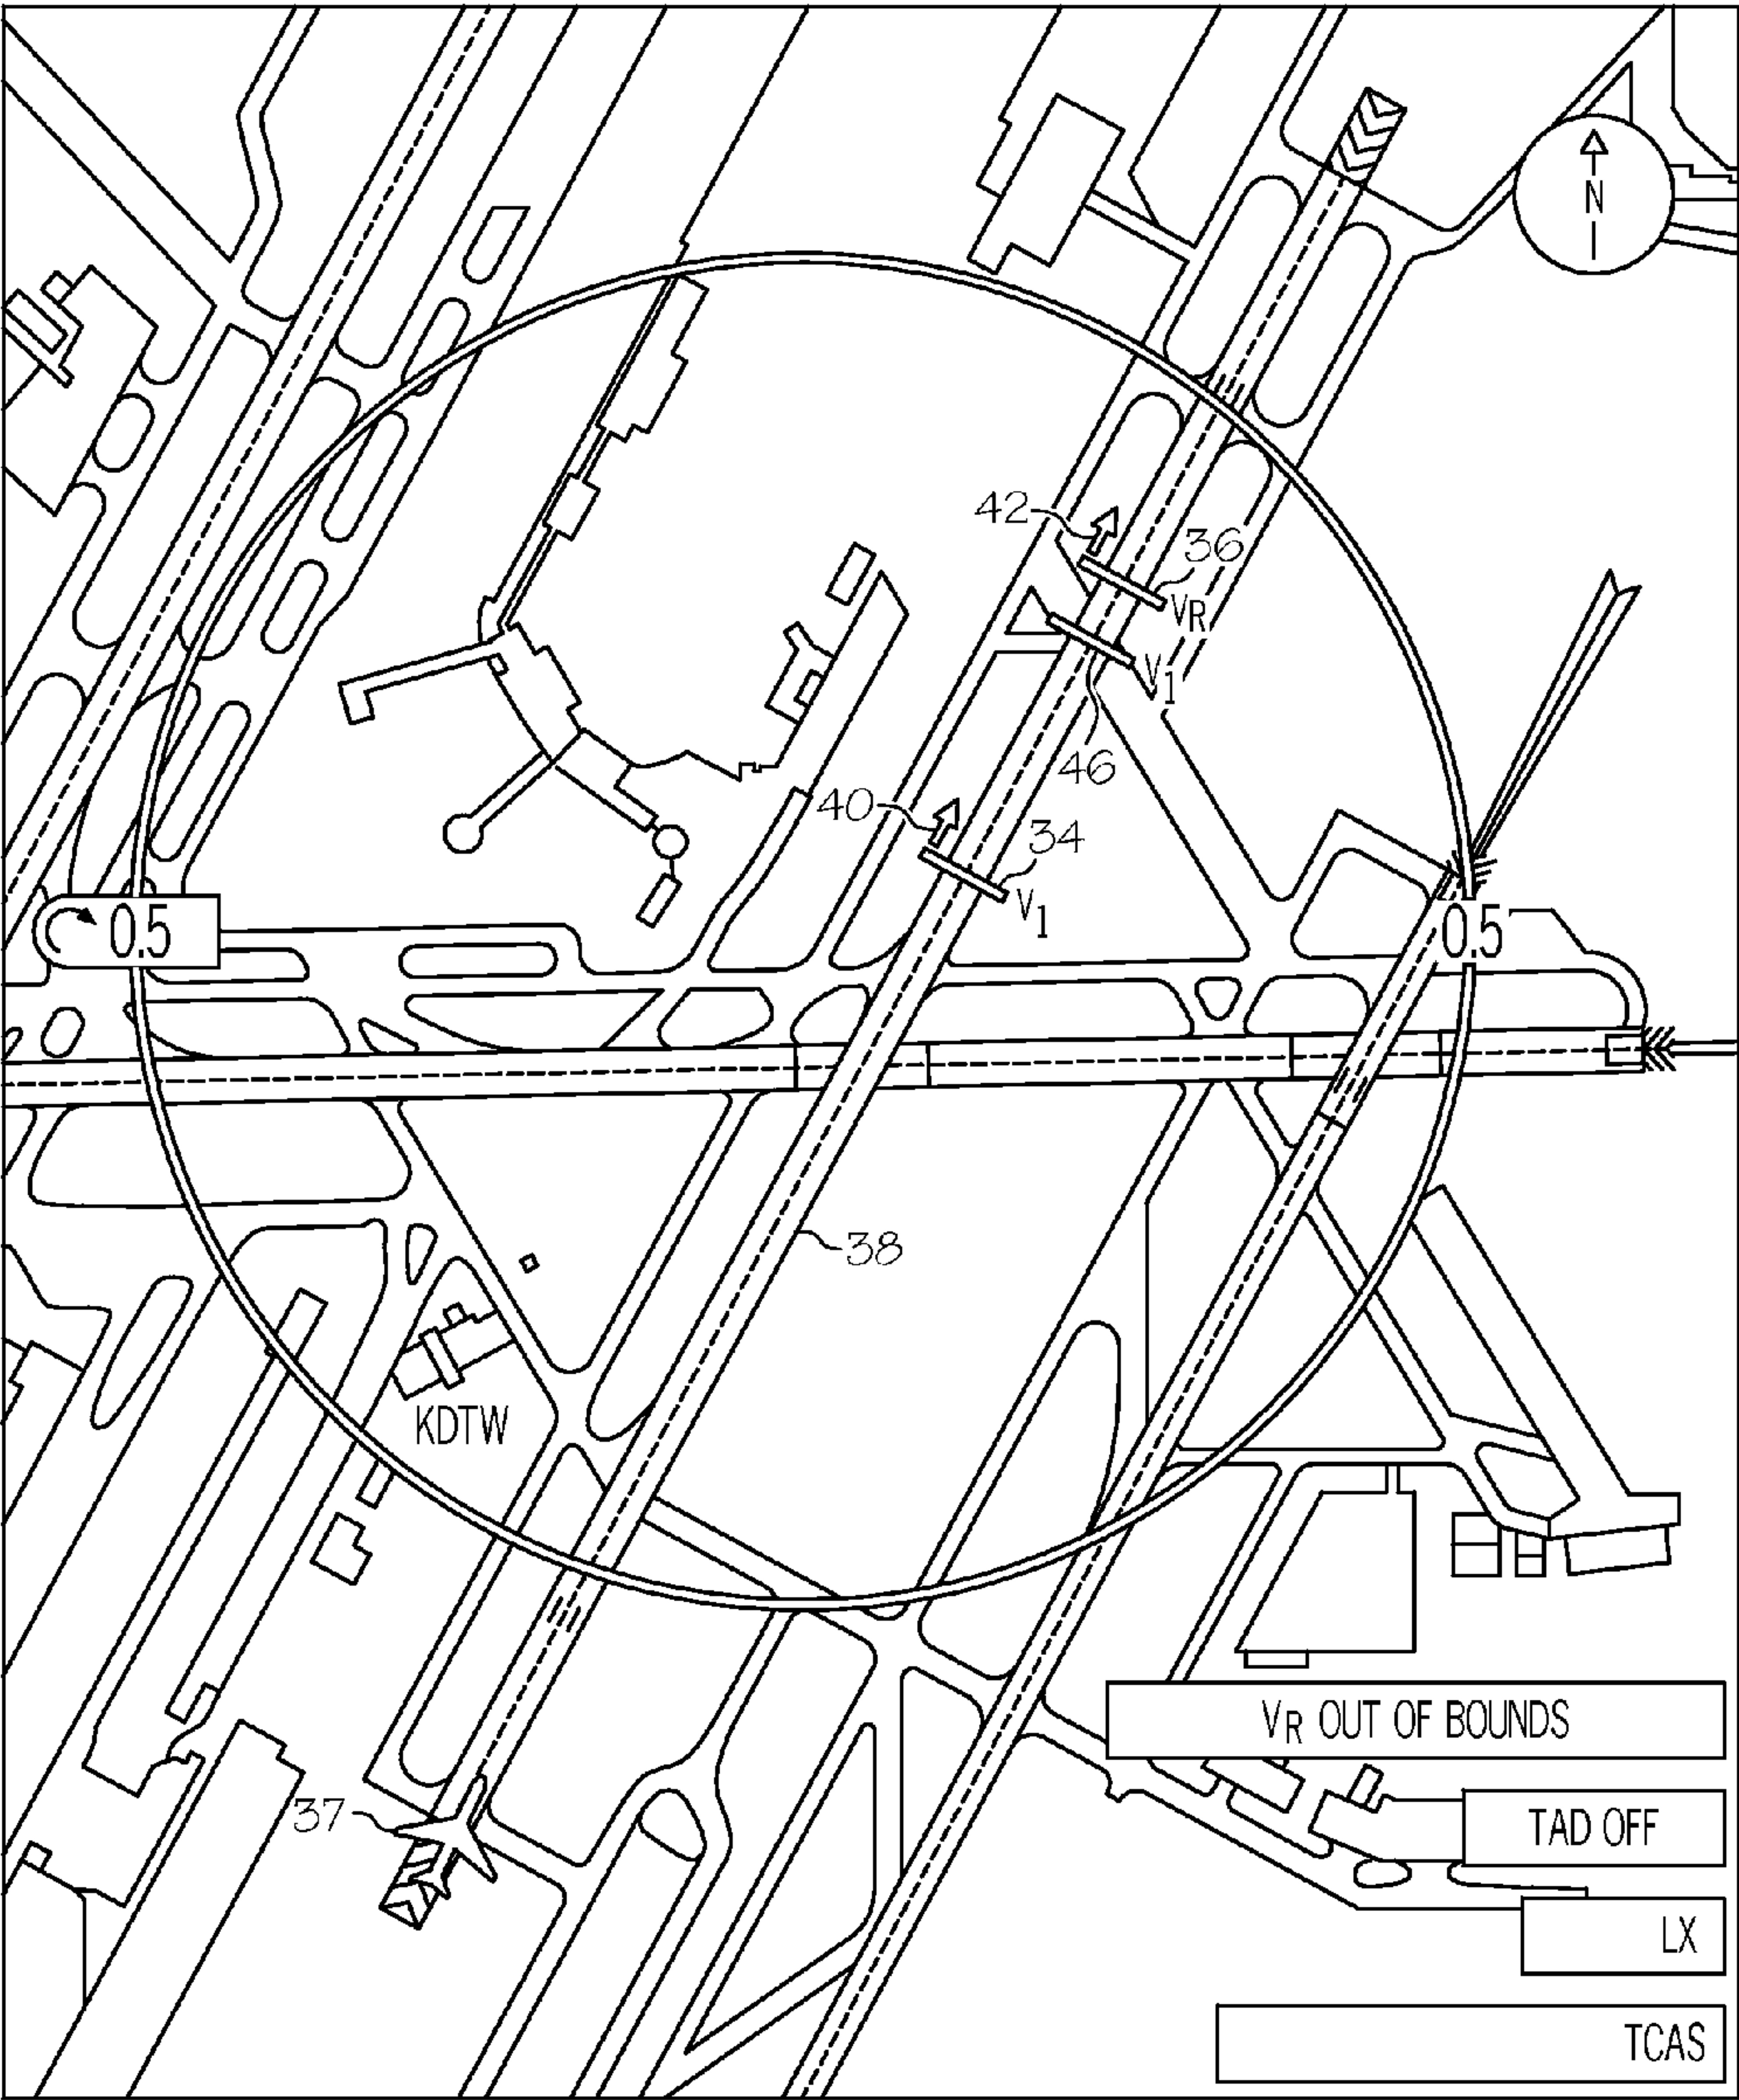 N
42
36
VR
V1
46
40
34
V1
0.5
0.5
38
KDTW
VR OUT OF BOUNDS
37
TAD OFF
LX
TCAS